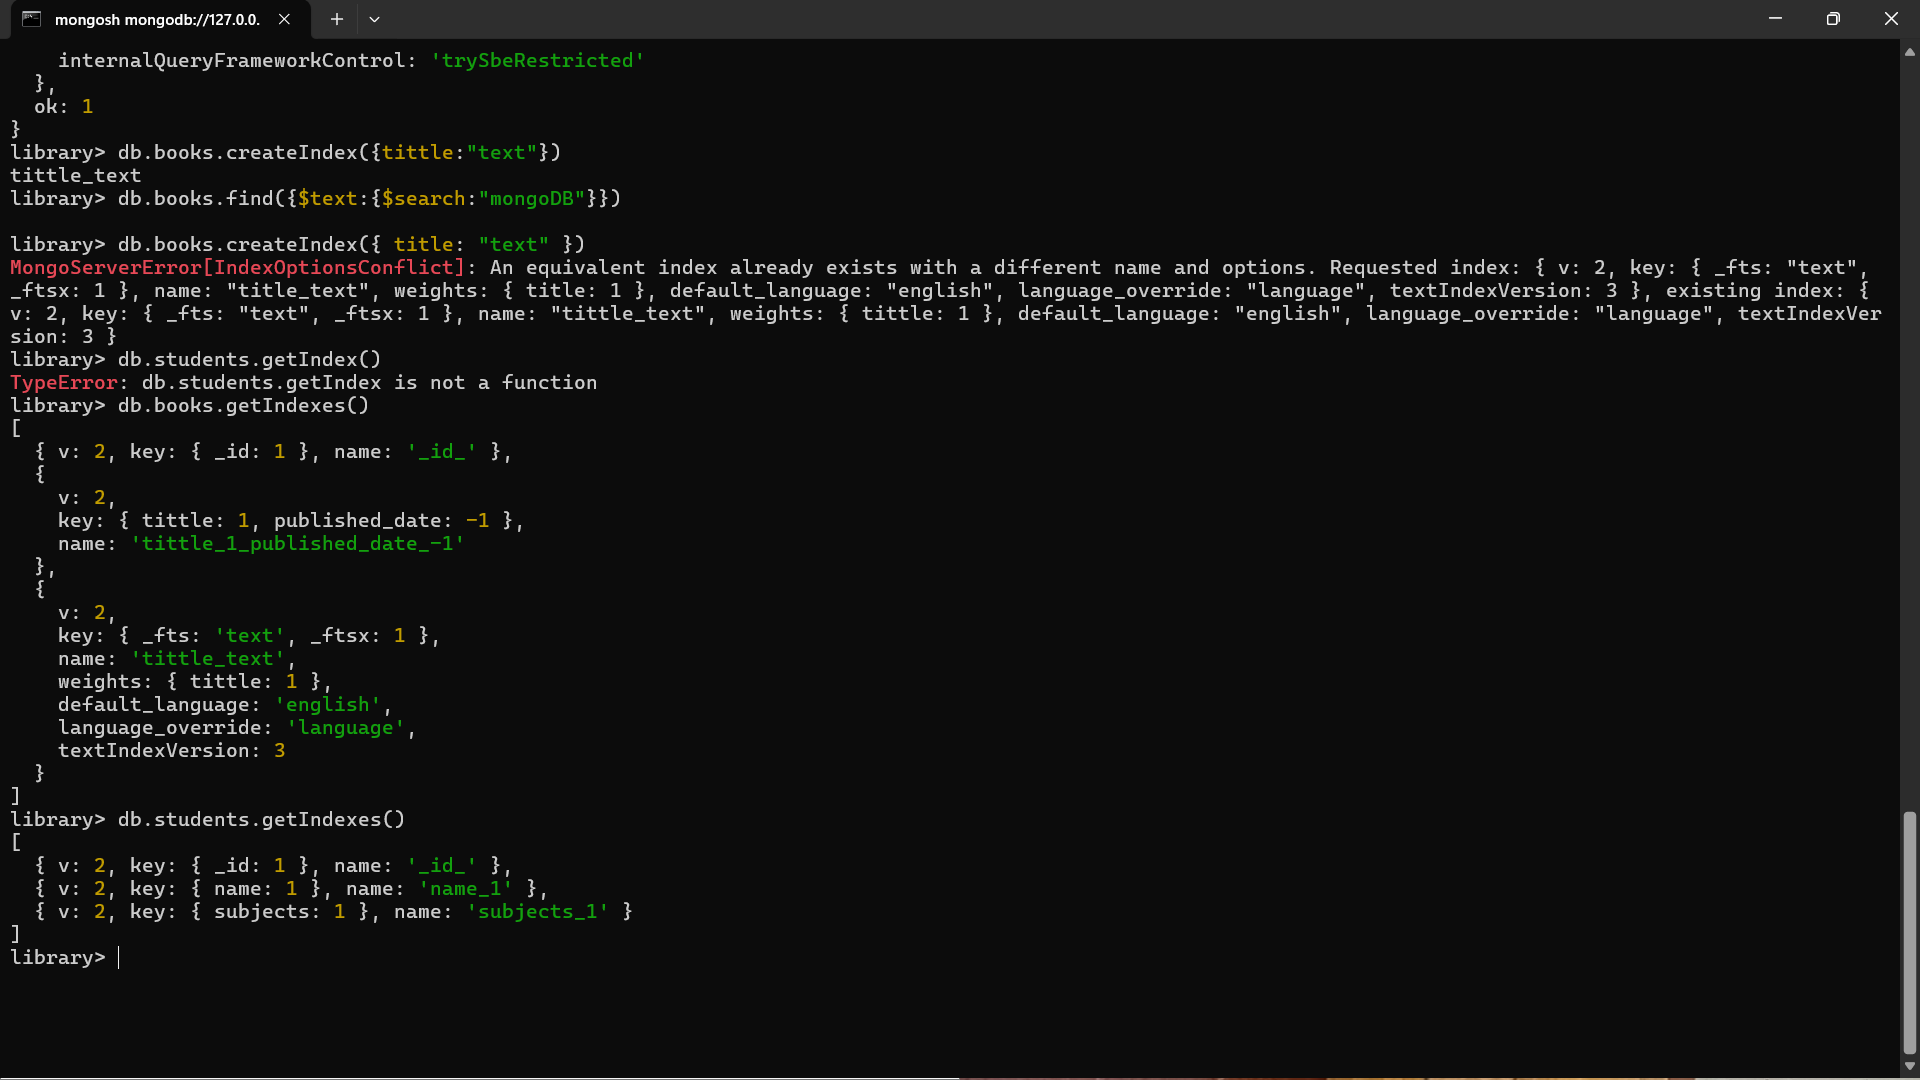 mongosh mongodb://127.0.0.
    internalQueryFrameworkControl: 'trySbeRestricted'
  },
  ok: 1
}
library> db.books.createIndex({tittle:"text"})
tittle_text
library> db.books.find({$text:{$search:"mongoDB"}})

library> db.books.createIndex({ title: "text" })
MongoServerError[IndexOptionsConflict]: An equivalent index already exists with a different name and options. Requested index: { v: 2, key: { _fts: "text",
_ftsx: 1 }, name: "title_text", weights: { title: 1 }, default_language: "english", language_override: "language", textIndexVersion: 3 }, existing index: {
v: 2, key: { _fts: "text", _ftsx: 1 }, name: "tittle_text", weights: { tittle: 1 }, default_language: "english", language_override: "language", textIndexVer
sion: 3 }
library> db.students.getIndex()
TypeError: db.students.getIndex is not a function
library> db.books.getIndexes()
[
  { v: 2, key: { _id: 1 }, name: '_id_' },
  {
    v: 2,
    key: { tittle: 1, published_date: -1 },
    name: 'tittle_1_published_date_-1'
  },
  {
    v: 2,
    key: { _fts: 'text', _ftsx: 1 },
    name: 'tittle_text',
    weights: { tittle: 1 },
    default_language: 'english',
    language_override: 'language',
    textIndexVersion: 3
  }
]
library> db.students.getIndexes()
[
  { v: 2, key: { _id: 1 }, name: '_id_' },
  { v: 2, key: { name: 1 }, name: 'name_1' },
  { v: 2, key: { subjects: 1 }, name: 'subjects_1' }
]
library>